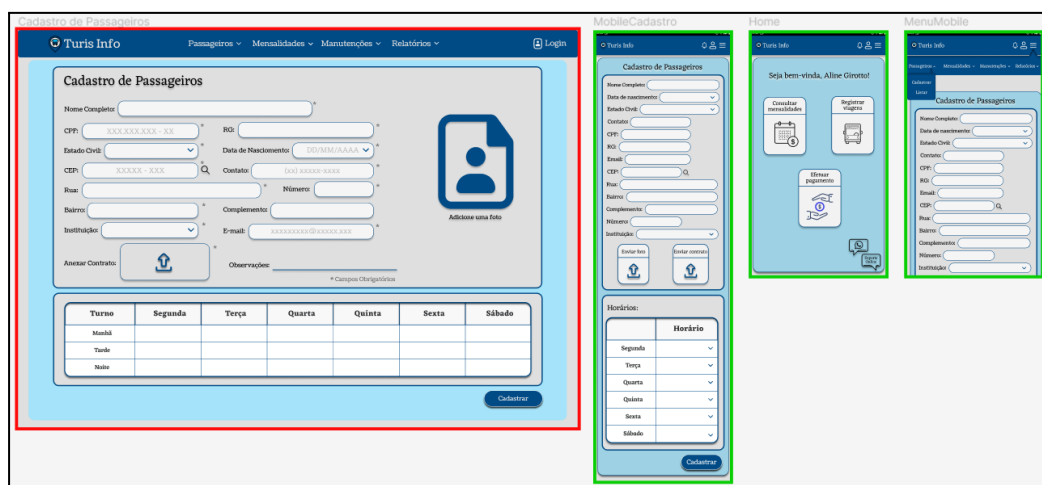 Cadastro de Passageiros
Turis Info
Passageiros
Mensalidades
Manutenções
Relatórios
Login
Cadastro de Passageiros
Nome Completo:
*
CPF:
XXX.XXX.XXX - XX
*
RG:
*
Estado Civil:
*
Data de Nasciomento:
DD/MM/AAAA
*
CEP:
XXXXX - XXX
*
Contato:
(xx) xxxxx-xxxx
*
Rua:
*
Número:
*
Bairro:
*
Complemento:
Instituição:
*
E-mail:
xxxxxxxxx@xxxxx.xxx
*
Adicione uma foto
Anexar Contrato:
*
Observações:
* Campos Obrigatórios
Turno Segunda Terça Quarta Quinta Sexta Sábado
Manhã
Tarde
Noite
Cadastrar
MobileCadastro
Turis Info
Cadastro de Passageiros
Nome Completo:
Data de nascimento:
Estado Civil:
Contato:
CPF:
RG:
Email:
CEP:
Rua:
Bairro:
Complemento:
Número:
Instituição:
Enviar foto
Enviar contrato
Horários:
Horário
Segunda
Terça
Quarta
Quinta
Sexta
Sábado
Cadastrar
Home
Turis Info
Seja bem-vinda, Aline Girotto!
Consultar
mensalidades
Registrar
viagens
Efetuar
pagamento
MenuMobile
Turis Info
Passageiros
Mensalidades
Manutenções
Relatórios
Cadastrar
Listar
Cadastro de Passageiros
Nome Completo:
Data de nascimento:
Estado Civil:
Contato:
CPF:
RG:
Email:
CEP:
Rua:
Bairro:
Complemento:
Número:
Instituição: